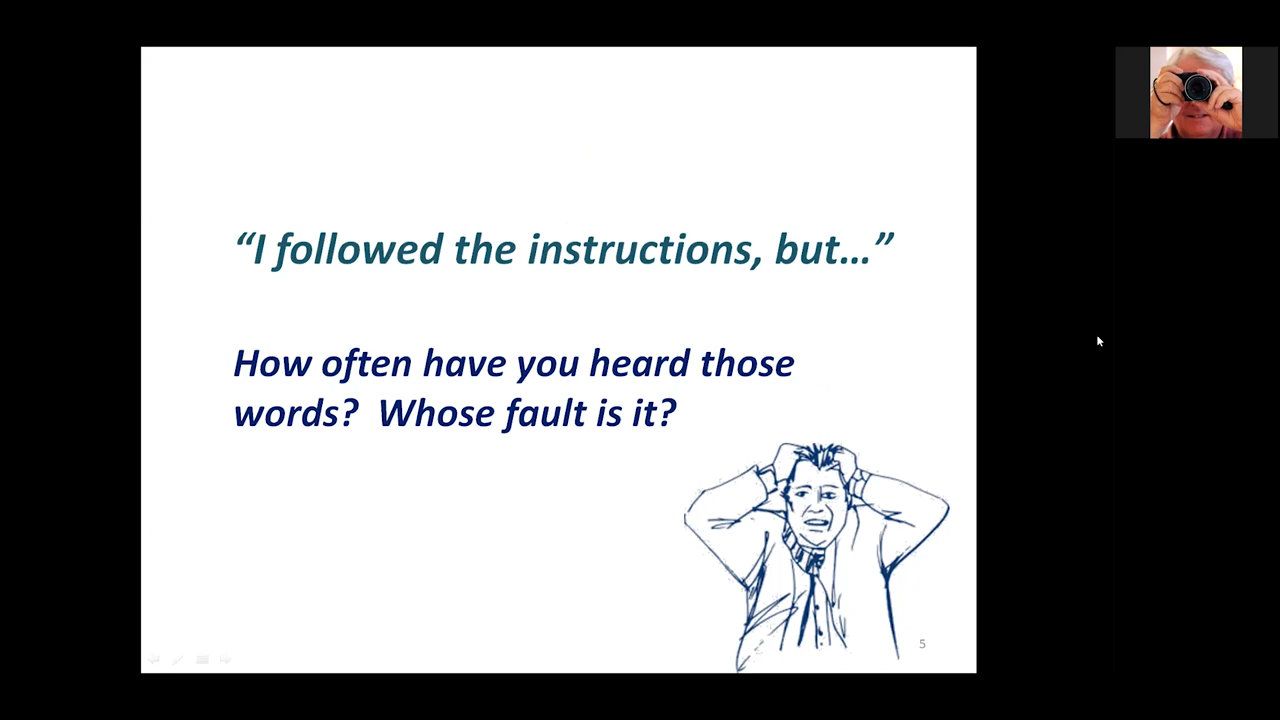 “I followed the instructions, but...”
How often have you heard those
words?  Whose fault is it?
5